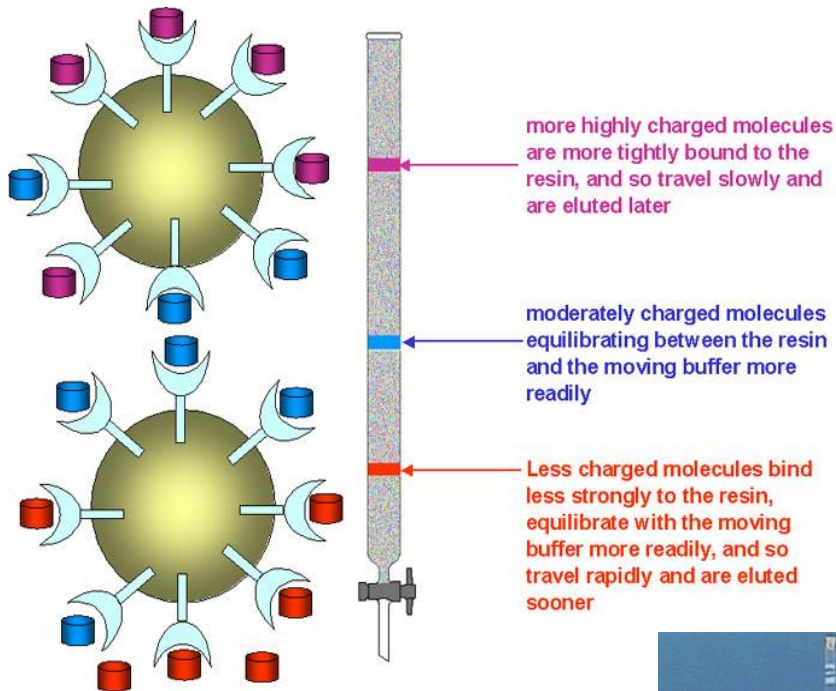 more highly charged molecules
are more tightly bound to the
resin, and so travel slowly and
are eluted later
moderately charged molecules
equilibrating between the resin
and the moving buffer more
readily
Less charged molecules bind
less strongly to the resin,
equilibrate with the moving
buffer more readily, and so
travel rapidly and are eluted
sooner